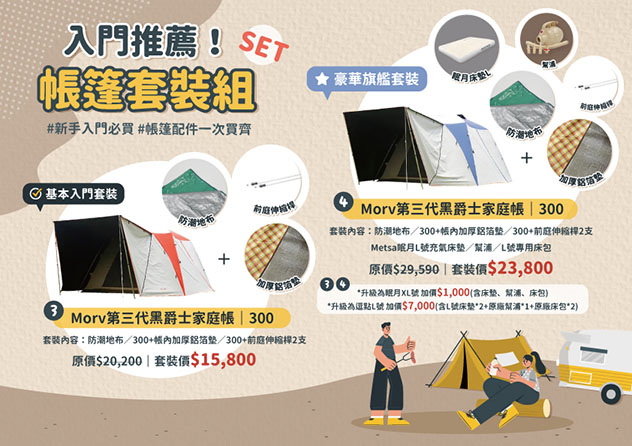 入門推薦！
SET
帳篷套裝組
#新手入門必買 #帳篷配件一次買齊
基本入門套裝
防潮地布
前庭伸縮桿
加厚鋁箔墊
+
3 Morv第三代黑爵士家庭帳｜300
套裝內容：防潮地布／300+帳內加厚鋁箔墊／300+前庭伸縮桿2支
原價$20,200｜套裝價$15,800
豪華旗艦套裝
眠月床墊L
幫浦
防潮地布
前庭伸縮桿
加厚鋁箔墊
+
4 Morv第三代黑爵士家庭帳｜300
套裝內容：防潮地布／300+帳內加厚鋁箔墊／300+前庭伸縮桿2支
Metsa眠月L號充氣床墊／幫浦／L號專用床包
原價$29,590｜套裝價$23,800
3 4
*升級為眠月XL號 加價$1,000(含床墊、幫浦、床包)
*升級為逗點L號 加價$7,000(含L號床墊*2+原廠幫浦*1+原廠床包*2)